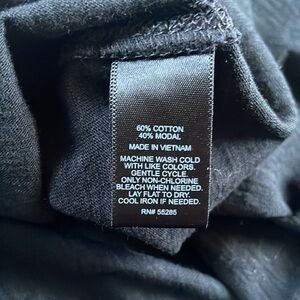 60% COTTON
40% MODAL
MADE IN VIETNAM
MACHINE WASH COLD
WITH LIKE COLORS.
GENTLE CYCLE.
ONLY NON-CHLORINE
BLEACH WHEN NEEDED.
LAY FLAT TO DRY.
COOL IRON IF NEEDED.
RN# 55285